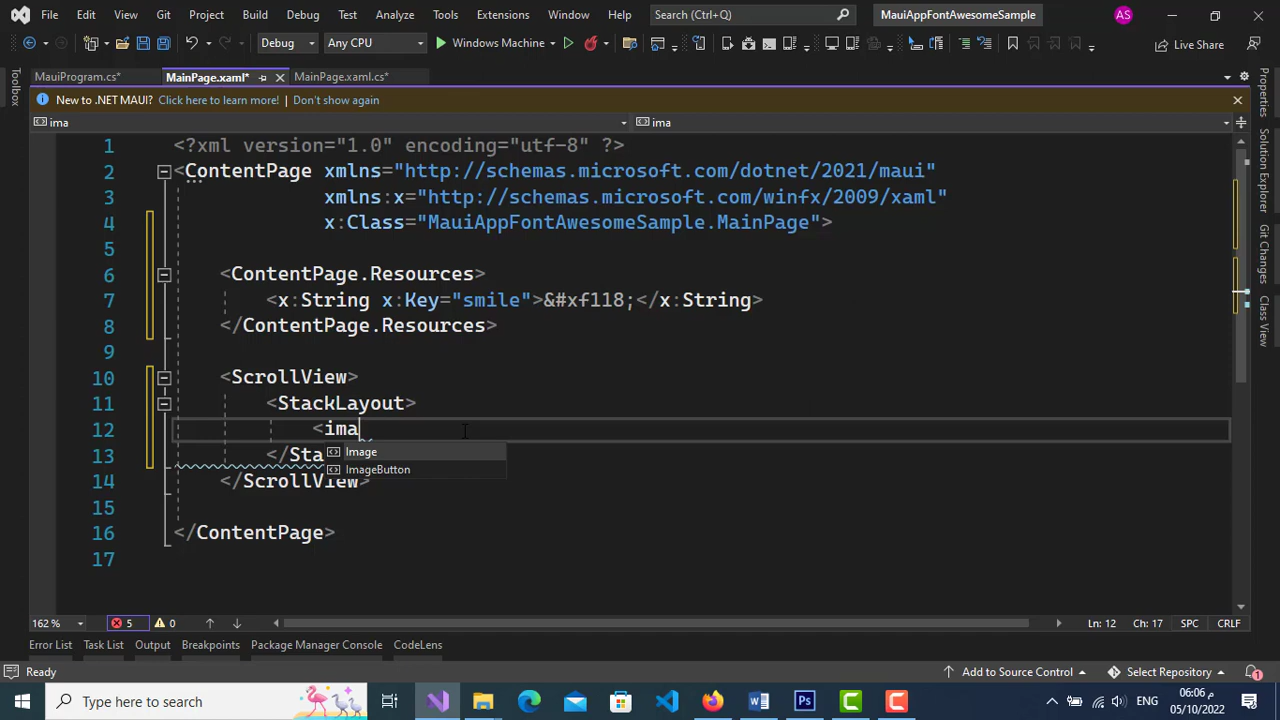 File Edit View Git Project Build Debug Test Analyze Tools Extensions Window Help Search (Ctrl+Q) MauiAppFontAwesomeSample AS
Debug Any CPU Windows Machine Live Share
MauiProgram.cs* MainPage.xaml* MainPage.xaml.cs*
New to .NET MAUI? Click here to learn more! | Don't show again
ima ima
1 <?xml version="1.0" encoding="utf-8" ?>
2 <ContentPage xmlns="http://schemas.microsoft.com/dotnet/2021/maui"
3 xmlns:x="http://schemas.microsoft.com/winfx/2009/xaml"
4 x:Class="MauiAppFontAwesomeSample.MainPage">
5
6 <ContentPage.Resources>
7 <x:String x:Key="smile">&#xf118;</x:String>
8 </ContentPage.Resources>
9
10 <ScrollView>
11 <StackLayout>
12 <ima
Image
13 </Sta
ImageButton
14 </ScrollView>
15
16 </ContentPage>
17
162 % 5 0 Ln: 12 Ch: 17 SPC CRLF
Error List Task List Output Breakpoints Package Manager Console CodeLens
Ready Add to Source Control Select Repository 1
Type here to search W Ps ENG 06:06 م
05/10/2022
Toolbox
Properties
Solution Explorer
Git Changes
Class View